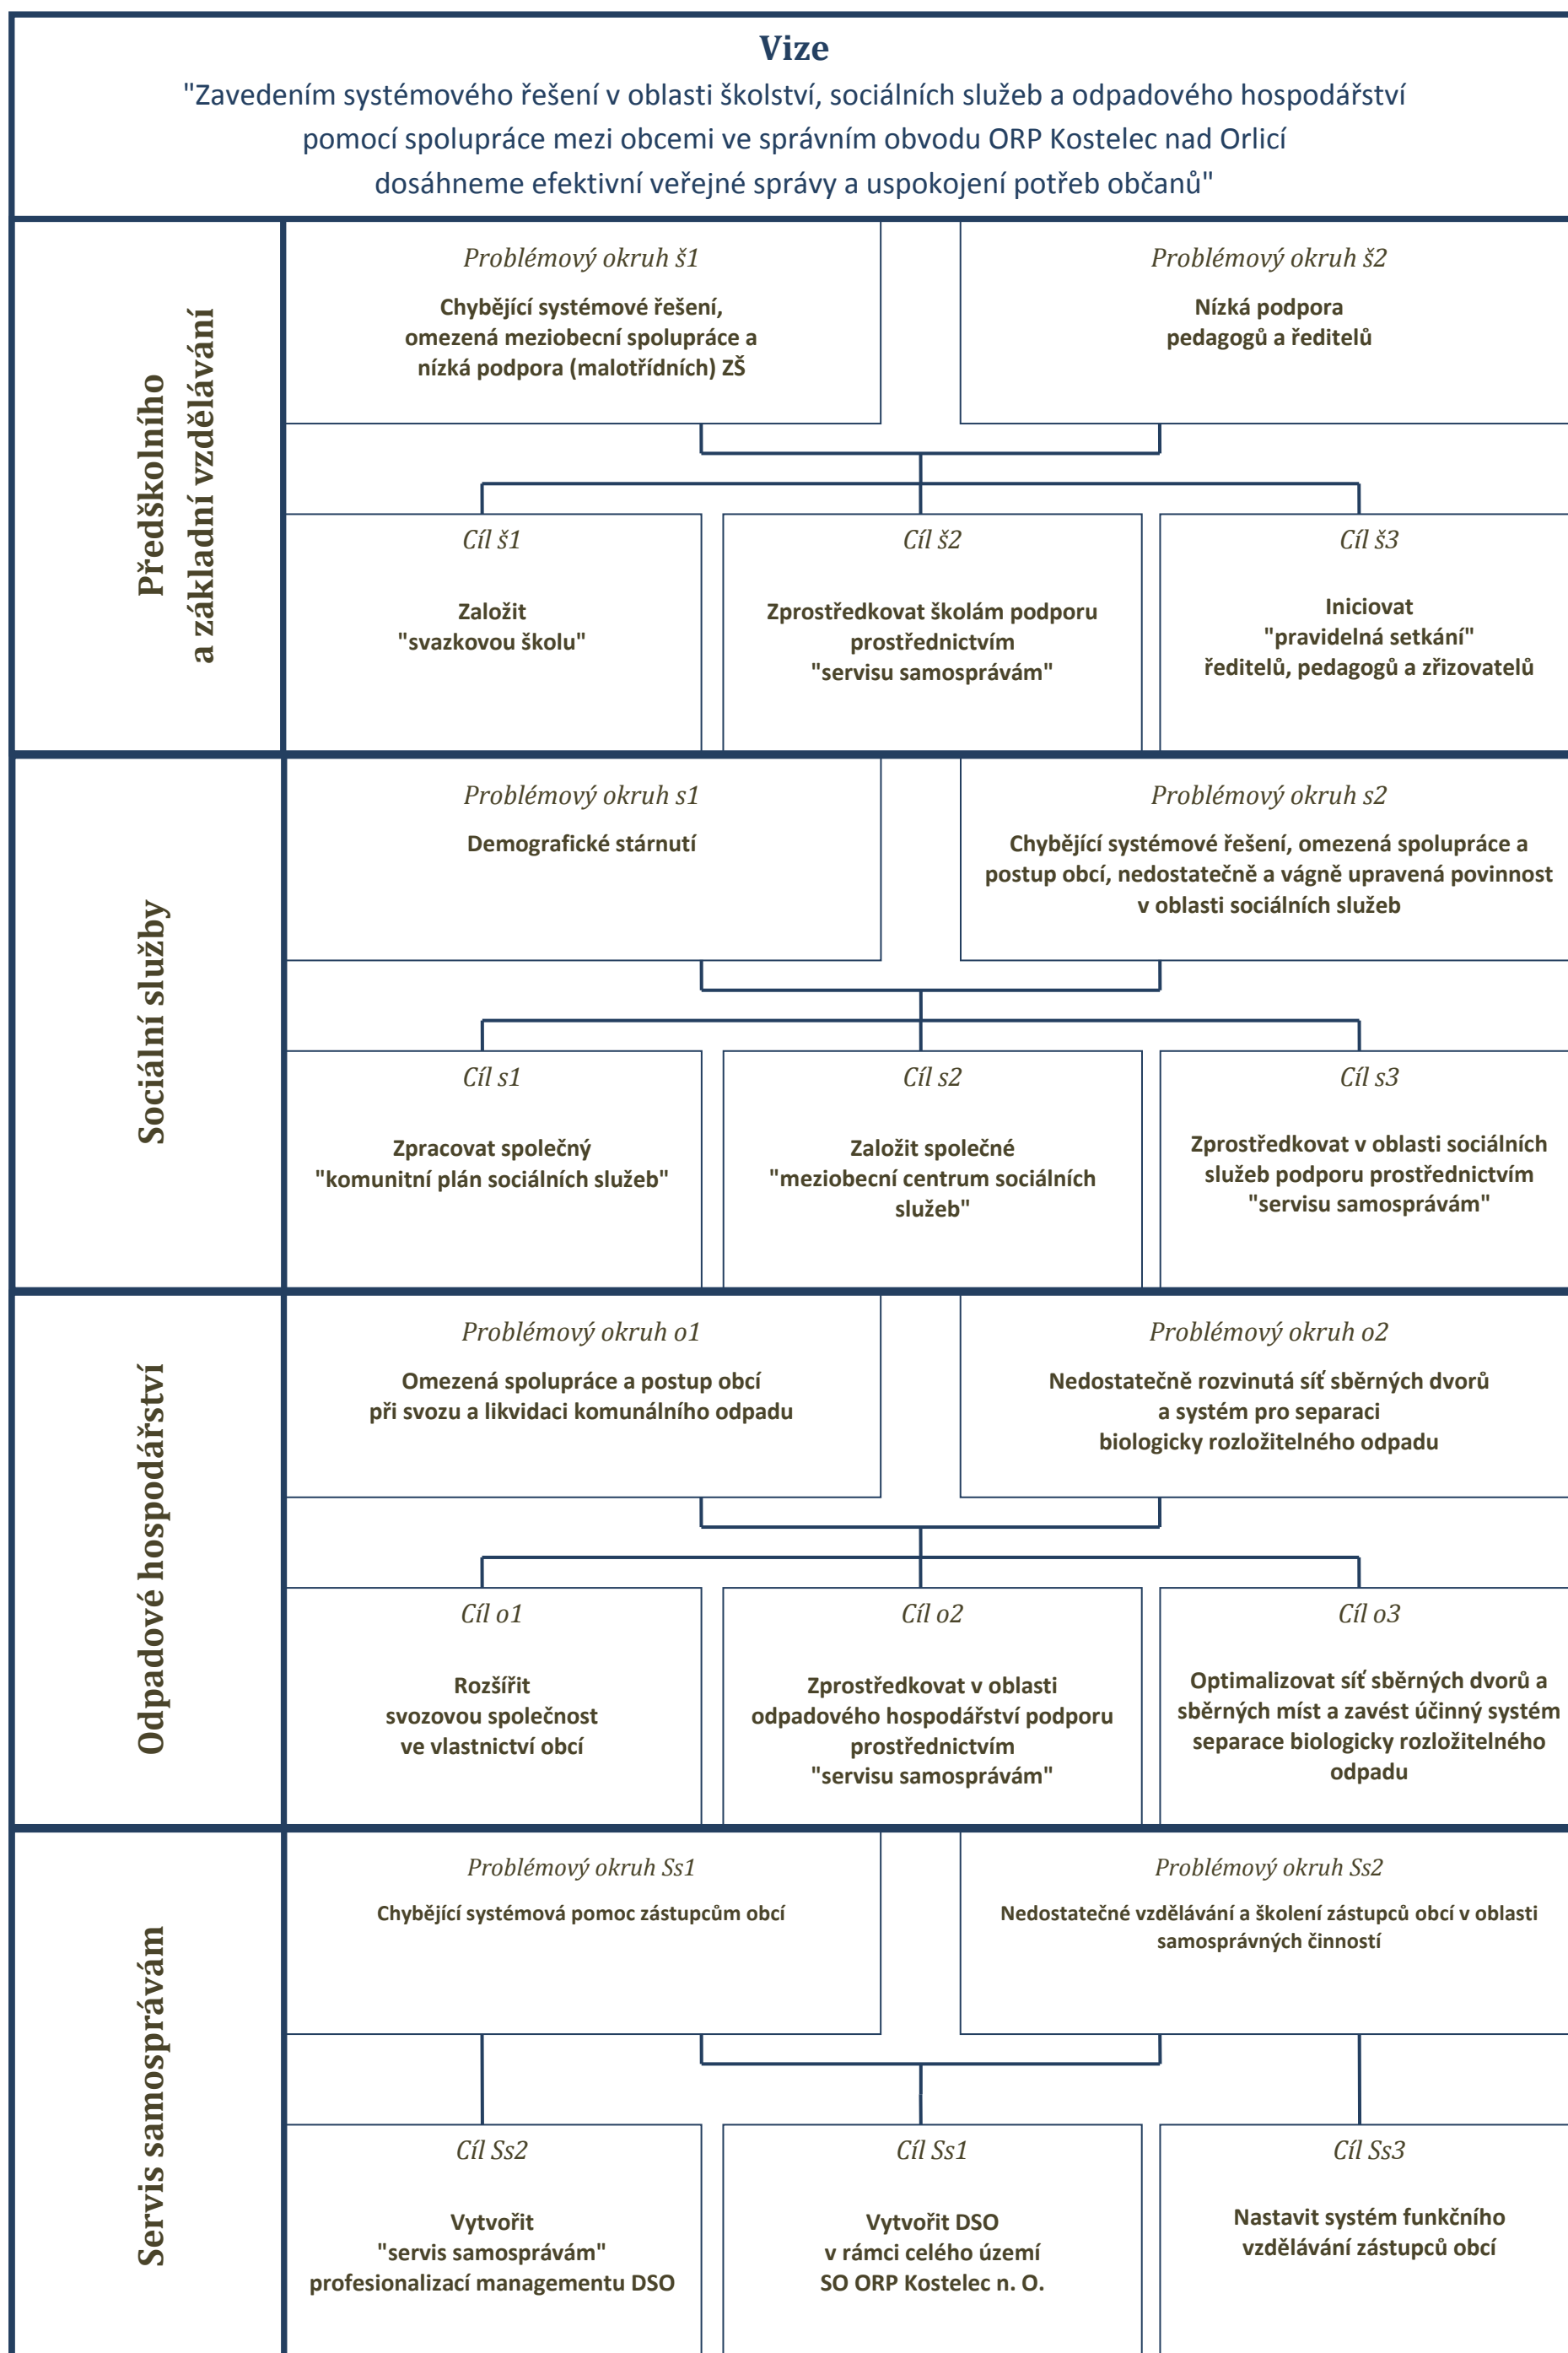 Vize
"Zavedením systémového řešení v oblasti školství, sociálních služeb a odpadového hospodářství
pomocí spolupráce mezi obcemi ve správním obvodu ORP Kostelec nad Orlicí
dosáhneme efektivní veřejné správy a uspokojení potřeb občanů"
Předškolního
a základní vzdělávání
Problémový okruh š1
Chybějící systémové řešení,
omezená meziobecní spolupráce a
nízká podpora (malotřídních) ZŠ
Problémový okruh š2
Nízká podpora
pedagogů a ředitelů
Cíl š1
Založit
"svazkovou školu"
Cíl š2
Zprostředkovat školám podporu
prostřednictvím
"servisu samosprávám"
Cíl š3
Iniciovat
"pravidelná setkání"
ředitelů, pedagogů a zřizovatelů
Sociální služby
Problémový okruh s1
Demografické stárnutí
Problémový okruh s2
Chybějící systémové řešení, omezená spolupráce a
postup obcí, nedostatečně a vágně upravená povinnost
v oblasti sociálních služeb
Cíl s1
Zpracovat společný
"komunitní plán sociálních služeb"
Cíl s2
Založit společné
"meziobecní centrum sociálních
služeb"
Cíl s3
Zprostředkovat v oblasti sociálních
služeb podporu prostřednictvím
"servisu samosprávám"
Odpadové hospodářství
Problémový okruh o1
Omezená spolupráce a postup obcí
při svozu a likvidaci komunálního odpadu
Problémový okruh o2
Nedostatečně rozvinutá síť sběrných dvorů
a systém pro separaci
biologicky rozložitelného odpadu
Cíl o1
Rozšířit
svozovou společnost
ve vlastnictví obcí
Cíl o2
Zprostředkovat v oblasti
odpadového hospodářství podporu
prostřednictvím
"servisu samosprávám"
Cíl o3
Optimalizovat síť sběrných dvorů a
sběrných míst a zavést účinný systém
separace biologicky rozložitelného
odpadu
Servis samosprávám
Problémový okruh Ss1
Chybějící systémová pomoc zástupcům obcí
Problémový okruh Ss2
Nedostatečné vzdělávání a školení zástupců obcí v oblasti
samosprávných činností
Cíl Ss2
Vytvořit
"servis samosprávám"
profesionalizací managementu DSO
Cíl Ss1
Vytvořit DSO
v rámci celého území
SO ORP Kostelec n. O.
Cíl Ss3
Nastavit systém funkčního
vzdělávání zástupců obcí